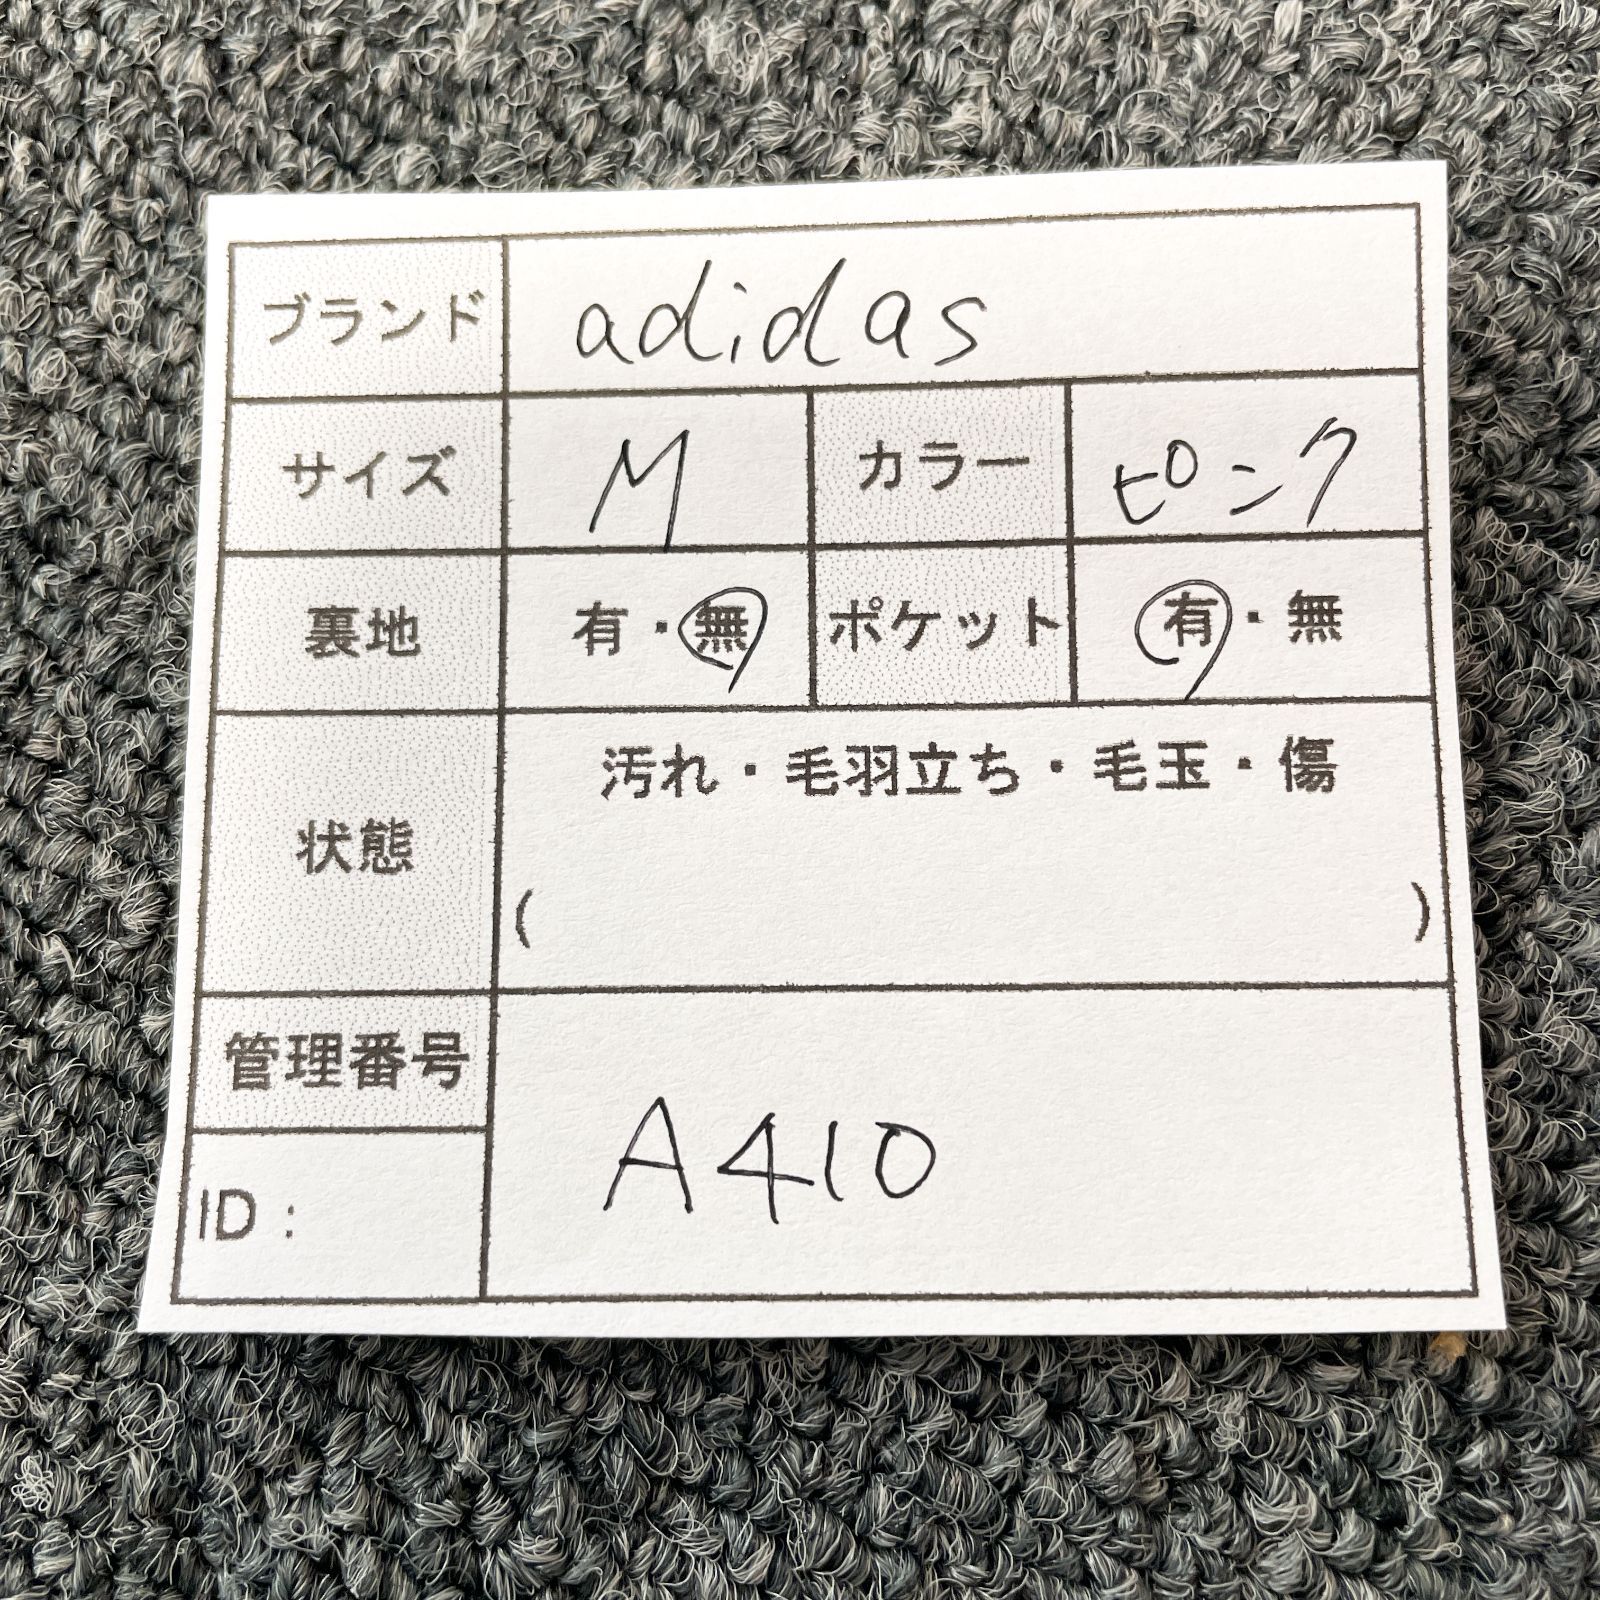 ブランド adidas
サイズ M カラー ピンク
裏地 有・無 ポケット 有・無
汚れ・毛羽立ち・毛玉・傷
状態
( )
管理番号
A410
ID: